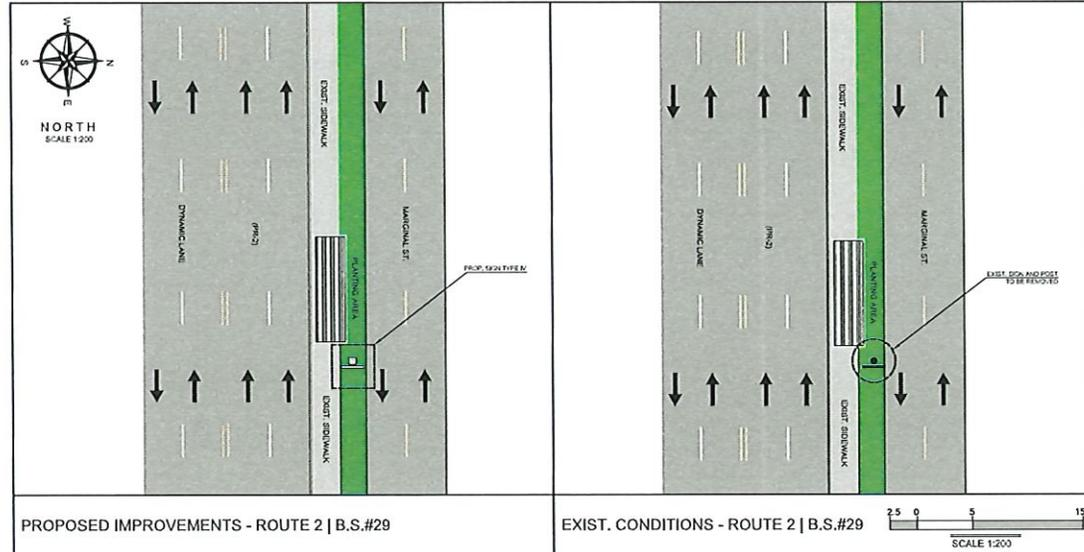 W
S
N
E
NORTH
SCALE 1:200
EXIST. SIDEWALK
DYNAMIC LANE
(PR-2)
MARGINAL ST.
PLANTING AREA
PROP. SIGN TYPE IV
EXIST. SIDEWALK
PROPOSED IMPROVEMENTS - ROUTE 2 | B.S.#29
EXIST. SIDEWALK
DYNAMIC LANE
(PR-2)
MARGINAL ST.
PLANTING AREA
EXIST. SIGN AND POST
TO BE REMOVED
EXIST. SIDEWALK
EXIST. CONDITIONS - ROUTE 2 | B.S.#29
2.5 0 5 15
SCALE 1:200